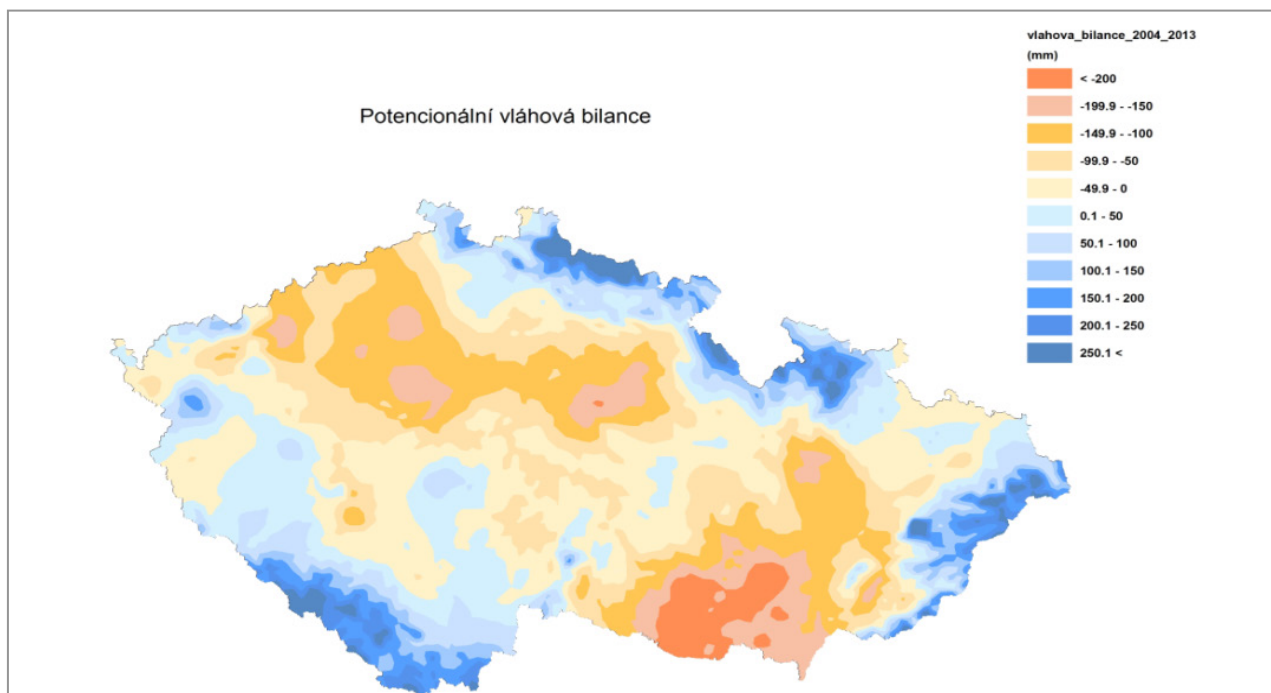 vlahova_bilance_2004_2013
(mm)
< -200
-199.9 - -150
-149.9 - -100
-99.9 - -50
-49.9 - 0
0.1 - 50
50.1 - 100
100.1 - 150
150.1 - 200
200.1 - 250
250.1 <
Potencionální vláhová bilance